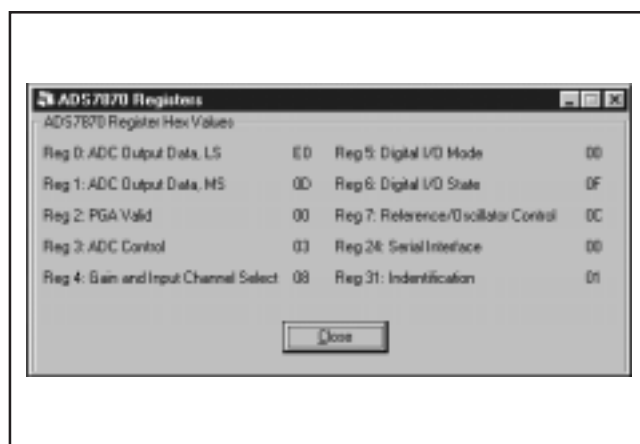 ADS7870 Registers
ADS7870 Register Hex Values
Reg 0: ADC Output Data, LS E0 Reg 5: Digital I/O Mode 00
Reg 1: ADC Output Data, MS 0D Reg 6: Digital I/O State 0F
Reg 2: PGA Valid 00 Reg 7: Reference/Oscillator Control 0C
Reg 3: ADC Control 03 Reg 24: Serial Interface 00
Reg 4: Gain and Input Channel Select 08 Reg 31: Indentification 01
Close